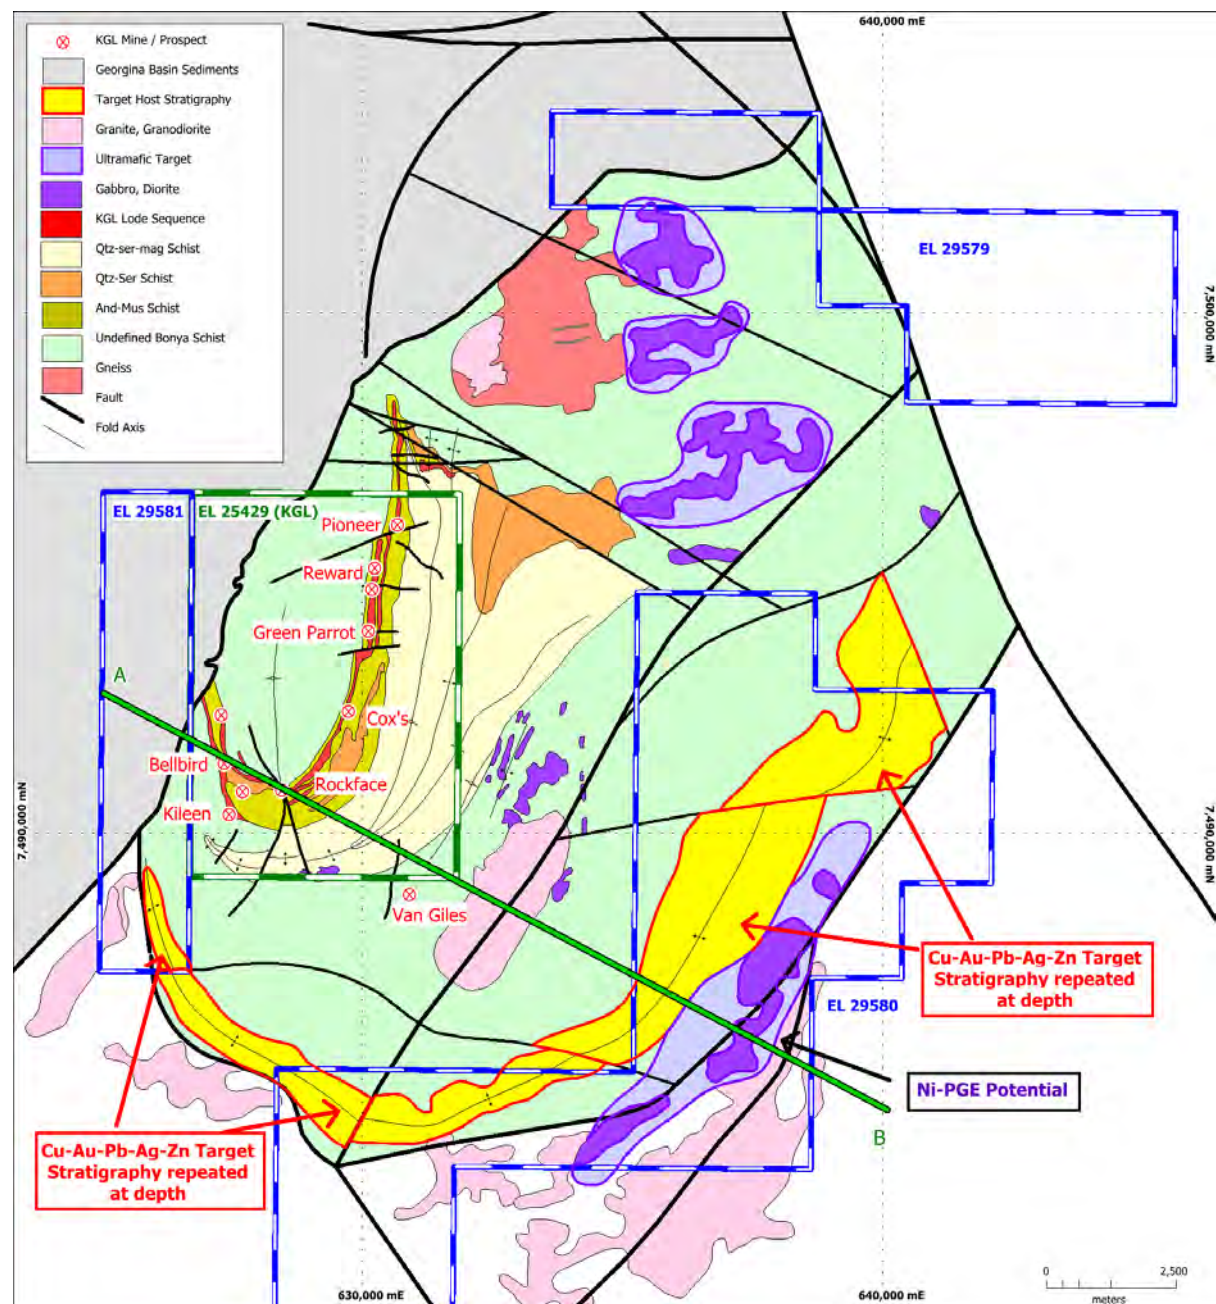 640,000 mE
KGL Mine / Prospect
Georgina Basin Sediments
Target Host Stratigraphy
Granite, Granodiorite
Ultramafic Target
Gabbro, Diorite
KGL Lode Sequence
Qtz-ser-mag Schist
Qtz-Ser Schist
And-Mus Schist
Undefined Bonya Schist
Gneiss
Fault
Fold Axis
EL 29579
7,500,000 mN
EL 29581
EL 25429 (KGL)
Pioneer
Reward
Green Parrot
A
Cox's
Bellbird
Rockface
Kileen
7,490,000 mN
7,490,000 mN
Van Giles
Cu-Au-Pb-Ag-Zn Target
Stratigraphy repeated
at depth
EL 29580
Ni-PGE Potential
B
Cu-Au-Pb-Ag-Zn Target
Stratigraphy repeated
at depth
0 2,500
meters
630,000 mE
640,000 mE